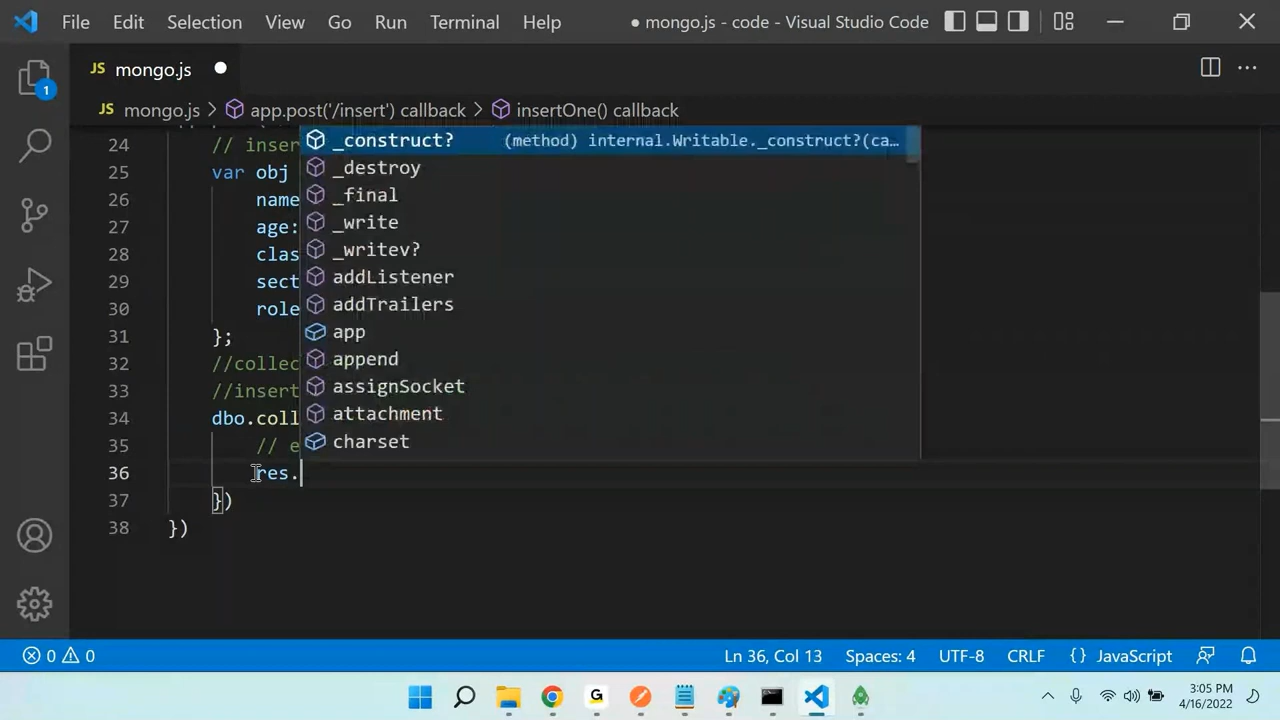 File Edit Selection View Go Run Terminal Help ● mongo.js - code - Visual Studio Code
JS mongo.js
JS mongo.js > app.post('/insert') callback > insertOne() callback
1
24 // inser
25 var obj
26 name
27 age:
28 clas
29 sect
30 role
31 };
32 //collec
33 //insert
34 dbo.coll
35 // e
36 res.
37 })
38 })
_construct? (method) internal.Writable._construct?(ca…
_destroy
_final
_write
_writev?
addListener
addTrailers
app
append
assignSocket
attachment
charset
0 0 Ln 36, Col 13 Spaces: 4 UTF-8 CRLF {} JavaScript
G
3:05 PM
4/16/2022